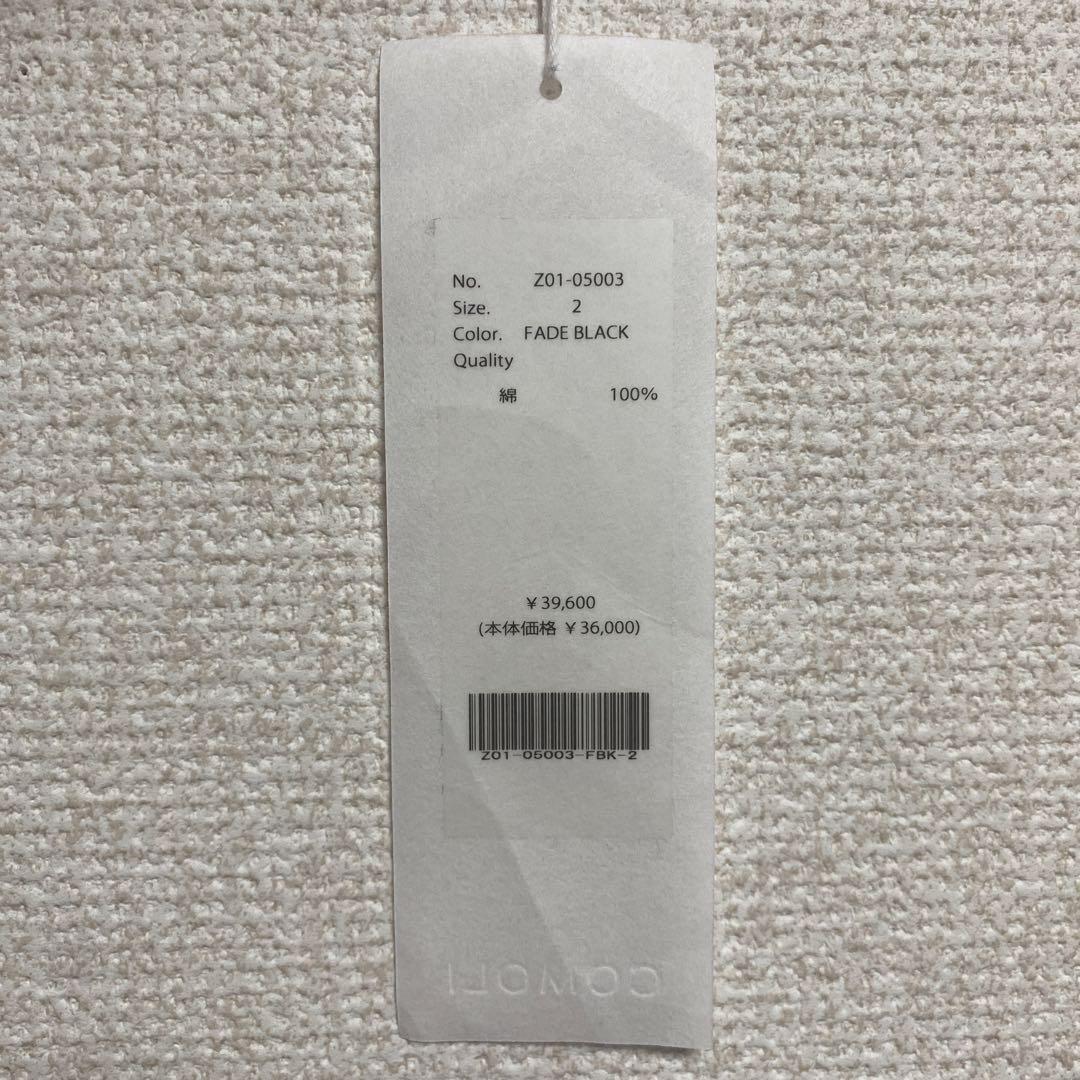 No. Z01-05003
Size. 2
Color. FADE BLACK
Quality
綿 100%
¥39,600
(本体価格 ¥36,000)
Z01-05003-FBK-2
COMOLI